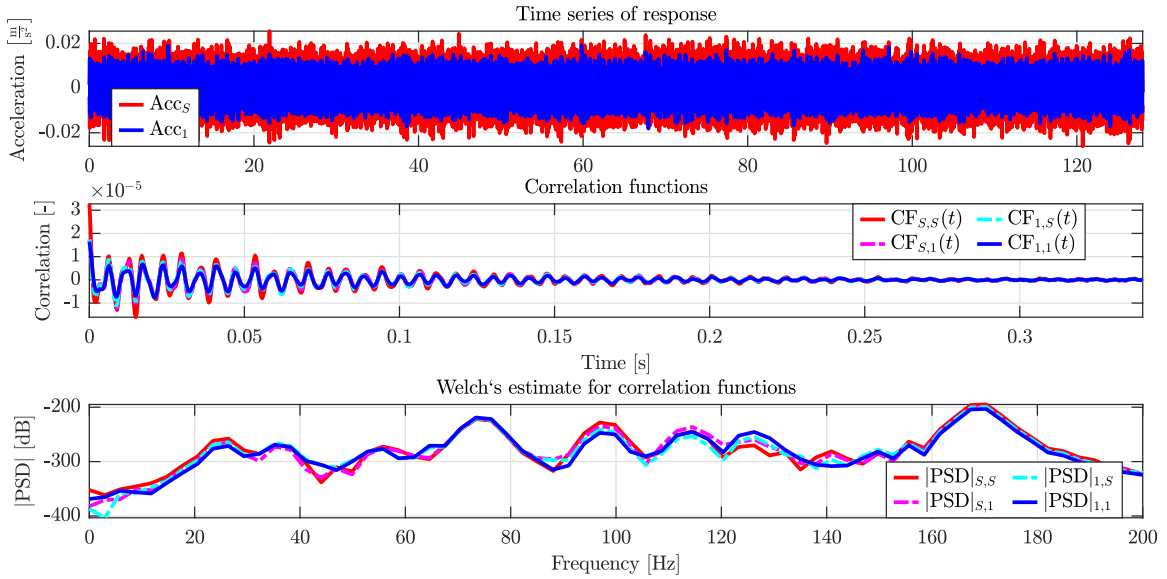 Time series of response
Acceleration [m/s²]
0.02
0
-0.02
Acc_S
Acc_1
0 20 40 60 80 100 120
×10⁻⁵
Correlation functions
Correlation [-]
3
2
1
0
-1
CF_{S,S}(t) CF_{1,S}(t)
CF_{S,1}(t) CF_{1,1}(t)
0 0.05 0.1 0.15 0.2 0.25 0.3
Time [s]
Welch‘s estimate for correlation functions
|PSD| [dB]
-200
-300
-400
|PSD|_{S,S} |PSD|_{1,S}
|PSD|_{S,1} |PSD|_{1,1}
0 20 40 60 80 100 120 140 160 180 200
Frequency [Hz]